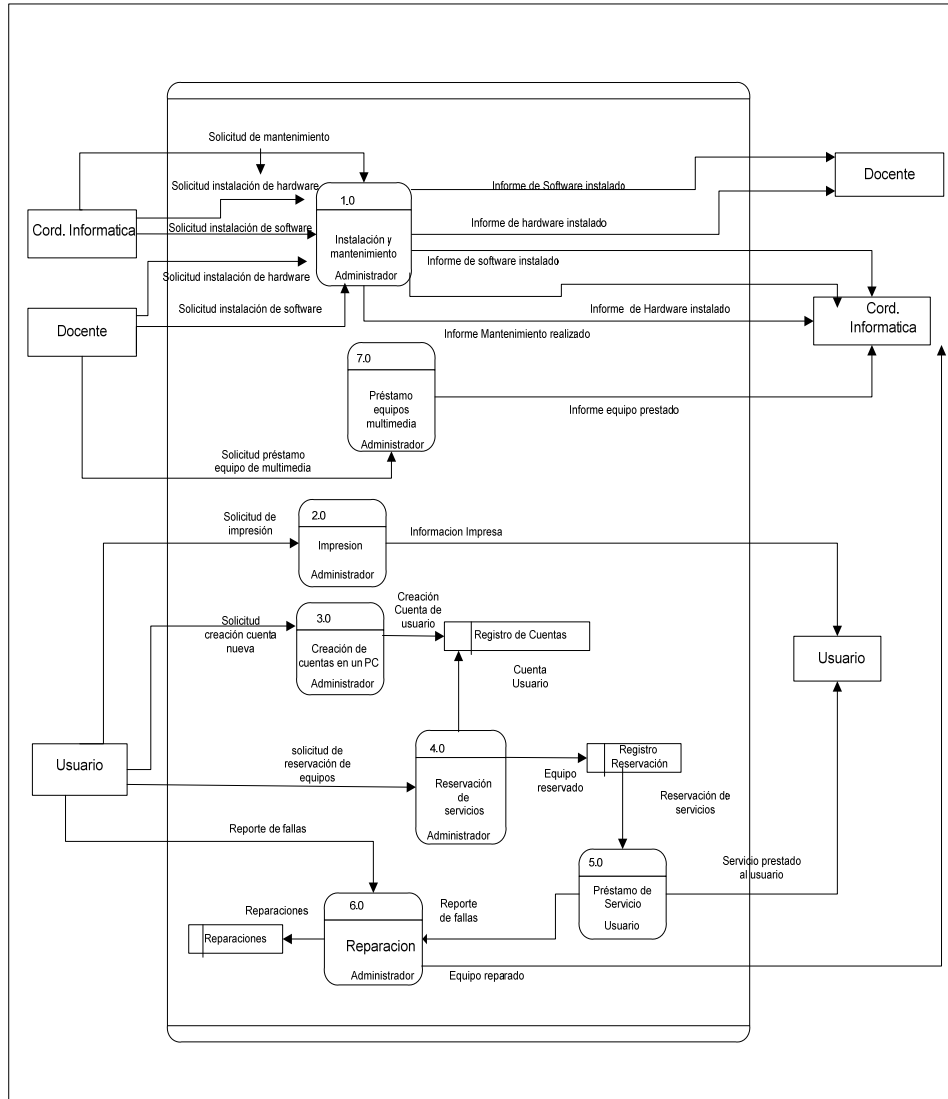 Solicitud de mantenimiento
Solicitud instalación de hardware
Cord. Informatica
Solicitud instalación de software
Solicitud instalación de hardware
Solicitud instalación de software
Docente
1.0
Instalación y
mantenimiento
Administrador
Informe de Software instalado
Informe de hardware instalado
Informe de software instalado
Informe de Hardware instalado
Informe Mantenimiento realizado
Docente
Cord.
Informatica
7.0
Préstamo
equipos
multimedia
Administrador
Informe equipo prestado
Solicitud préstamo
equipo de multimedia
Solicitud de
impresión
2.0
Impresion
Administrador
Informacion Impresa
Solicitud
creación cuenta
nueva
3.0
Creación de
cuentas en un PC
Administrador
Creación
Cuenta de
usuario
Registro de Cuentas
Cuenta
Usuario
Usuario
Usuario
solicitud de
reservación de
equipos
4.0
Reservación
de
servicios
Administrador
Equipo
reservado
Registro
Reservación
Reservación de
servicios
Reporte de fallas
5.0
Préstamo de
Servicio
Usuario
Servicio prestado
al usuario
Reporte
de fallas
6.0
Reparacion
Administrador
Reparaciones
Reparaciones
Equipo reparado